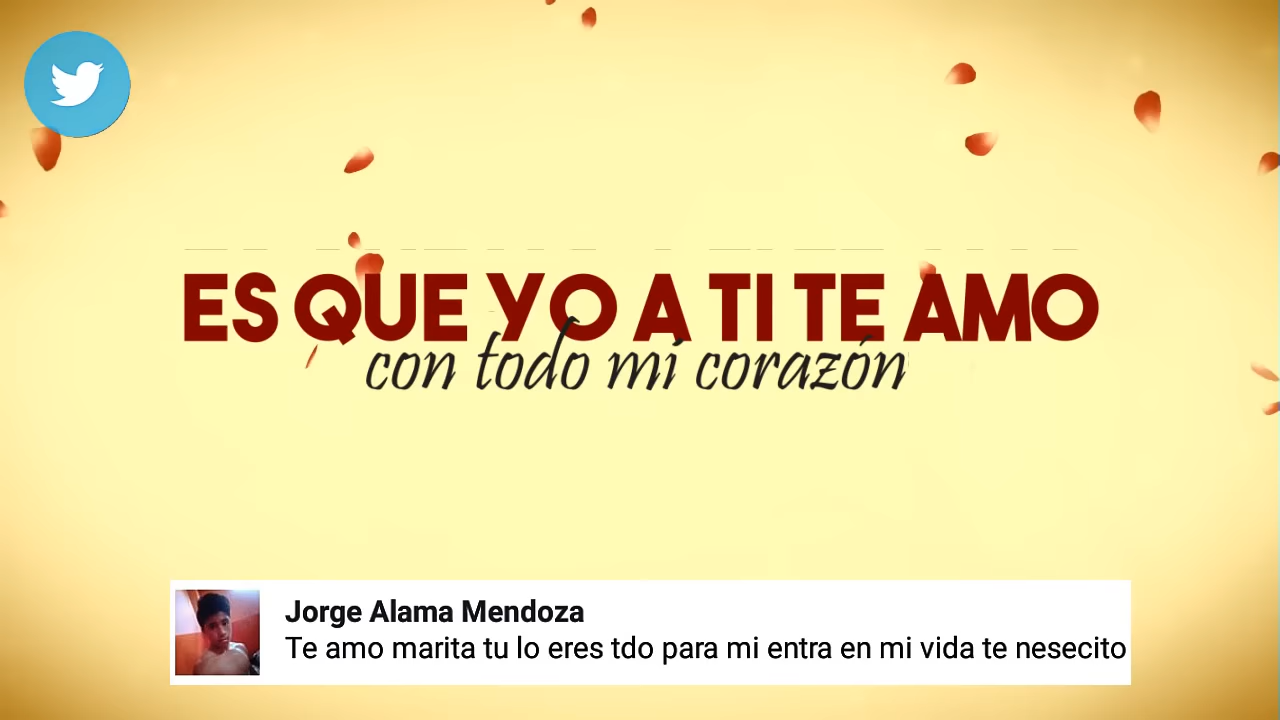 ES QUE YO A TI TE AMO
con todo mi corazón
Jorge Alama Mendoza
Te amo marita tu lo eres tdo para mi entra en mi vida te nesecito